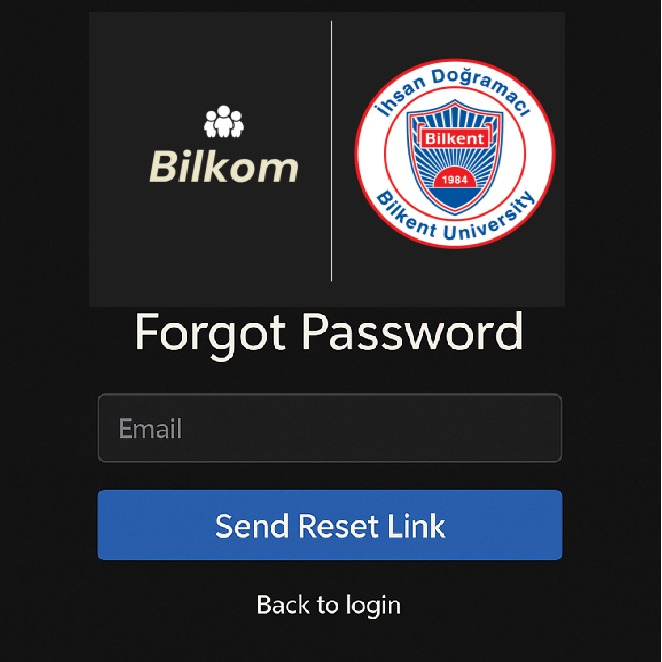 Bilkom
İhsan Doğramacı
Bilkent
1984
Bilkent University
Forgot Password
Email
Send Reset Link
Back to login